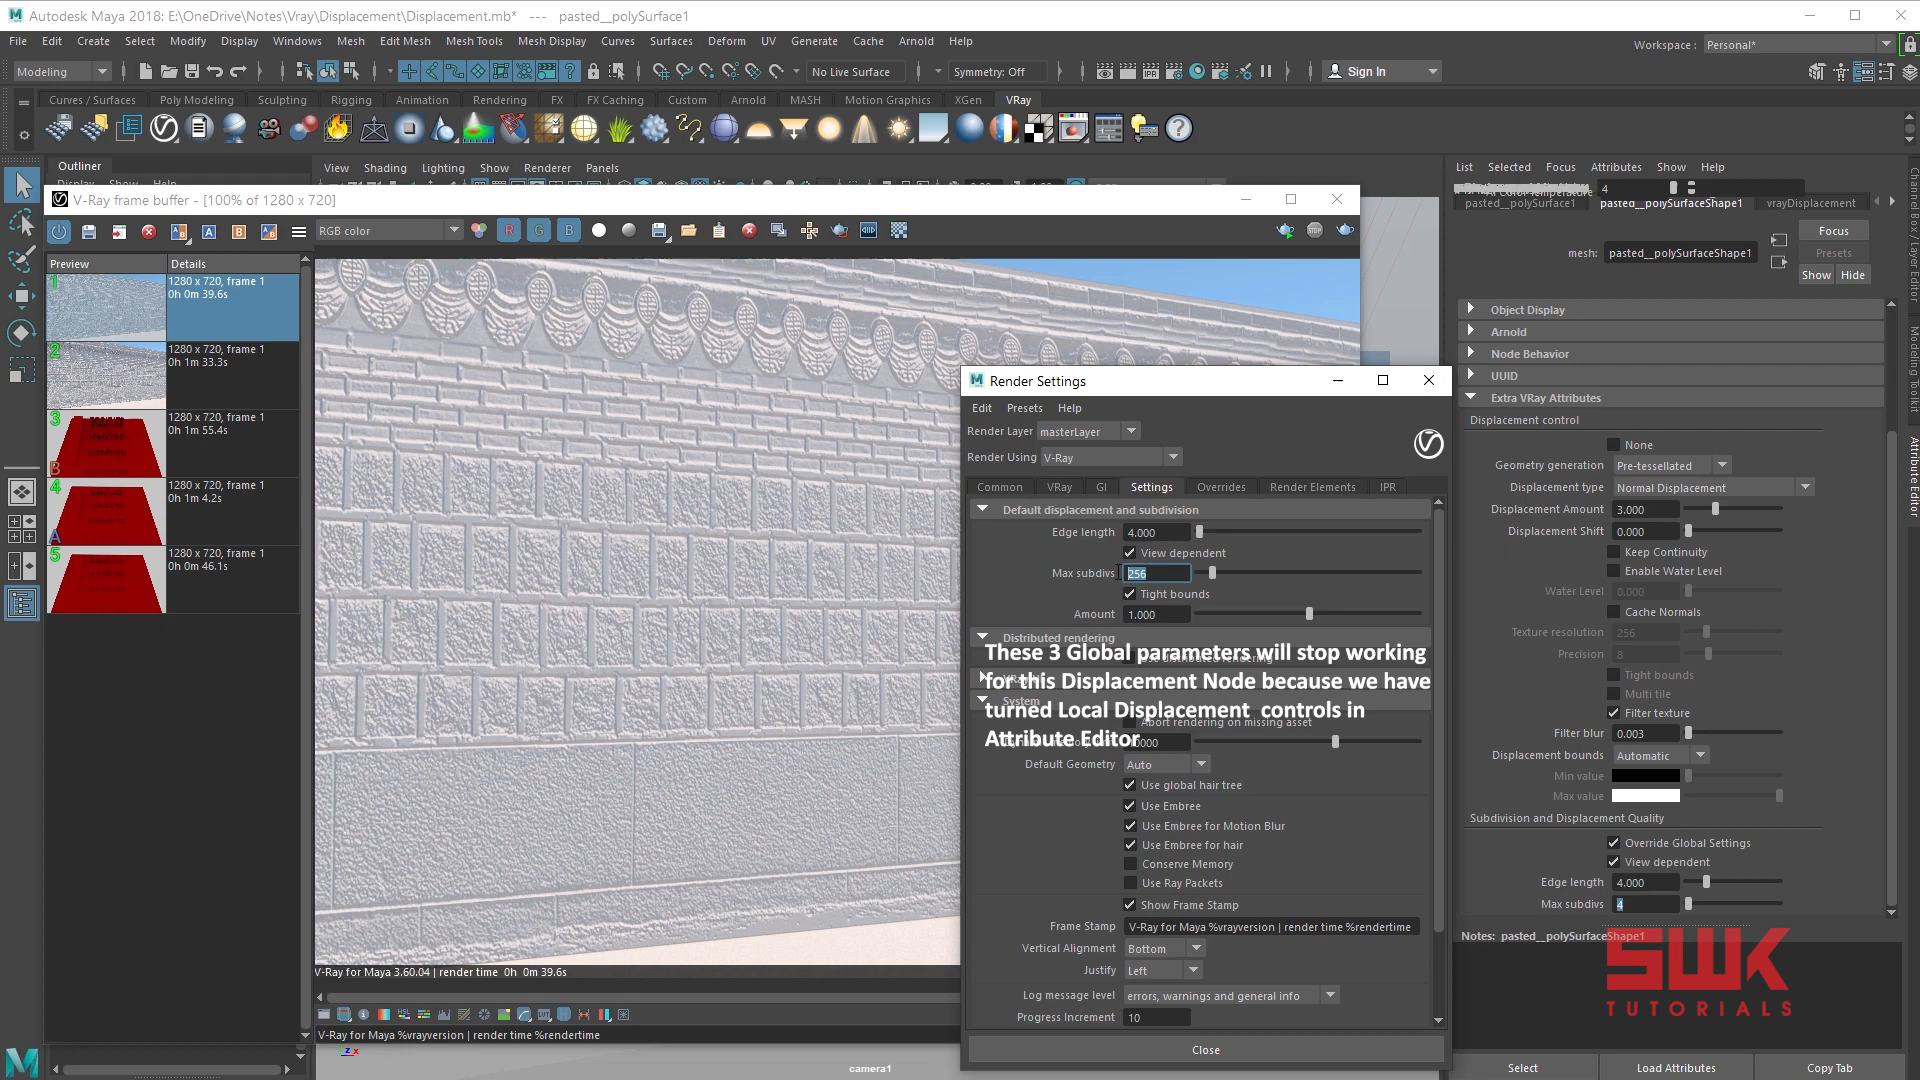 Autodesk Maya 2018: E:\OneDrive\Notes\Vray\Displacement\Displacement.mb* --- pasted__polySurface1
File Edit Create Select Modify Display Windows Mesh Edit Mesh Mesh Tools Mesh Display Curves Surfaces Deform UV Generate Cache Arnold Help
Workspace : Personal*
Modeling No Live Surface Symmetry: Off Sign In
Curves / Surfaces Poly Modeling Sculpting Rigging Animation Rendering FX FX Caching Custom Arnold MASH Motion Graphics XGen VRay
Outliner
View Shading Lighting Show Renderer Panels
List Selected Focus Attributes Show Help
Display Show Help
V-Ray frame buffer - [100% of 1280 x 720]
RGB color R G B
Preview Details
1 1280 x 720, frame 1
0h 0m 39.6s
2 1280 x 720, frame 1
0h 1m 33.3s
3 1280 x 720, frame 1
0h 1m 55.4s
B
4 1280 x 720, frame 1
0h 1m 4.2s
A
5 1280 x 720, frame 1
0h 0m 46.1s
V-Ray for Maya 3.60.04 | render time 0h 0m 39.6s
V-Ray for Maya %vrayversion | render time %rendertime
camera1
Render Settings
Edit Presets Help
Render Layer masterLayer
Render Using V-Ray
Common VRay GI Settings Overrides Render Elements IPR
Default displacement and subdivision
Edge length 4.000
View dependent
Max subdivs 256
Tight bounds
Amount 1.000
Distributed rendering
These 3 Global parameters will stop working
for this Displacement Node because we have
turned Local Displacement controls in
Attribute Editor
System
Abort rendering on missing asset
Default Geometry Auto
Use global hair tree
Use Embree
Use Embree for Motion Blur
Use Embree for hair
Conserve Memory
Use Ray Packets
Show Frame Stamp
Frame Stamp V-Ray for Maya %vrayversion | render time %rendertime
Vertical Alignment Bottom
Justify Left
Log message level errors, warnings and general info
Progress Increment 10
Close
4
pasted__polySurface1 pasted__polySurfaceShape1 vrayDisplacement
Focus
mesh: pasted__polySurfaceShape1 Presets
Show Hide
Object Display
Arnold
Node Behavior
UUID
Extra VRay Attributes
Displacement control
None
Geometry generation Pre-tessellated
Displacement type Normal Displacement
Displacement Amount 3.000
Displacement Shift 0.000
Keep Continuity
Enable Water Level
Water Level 0.000
Cache Normals
Texture resolution 256
Precision 8
Tight bounds
Multi tile
Filter texture
Filter blur 0.003
Displacement bounds Automatic
Min value
Max value
Subdivision and Displacement Quality
Override Global Settings
View dependent
Edge length 4.000
Max subdivs 4
Notes: pasted__polySurfaceShape1
SWK
TUTORIALS
Select Load Attributes Copy Tab
Channel Box / Layer Editor
Modeling Toolkit
Attribute Editor